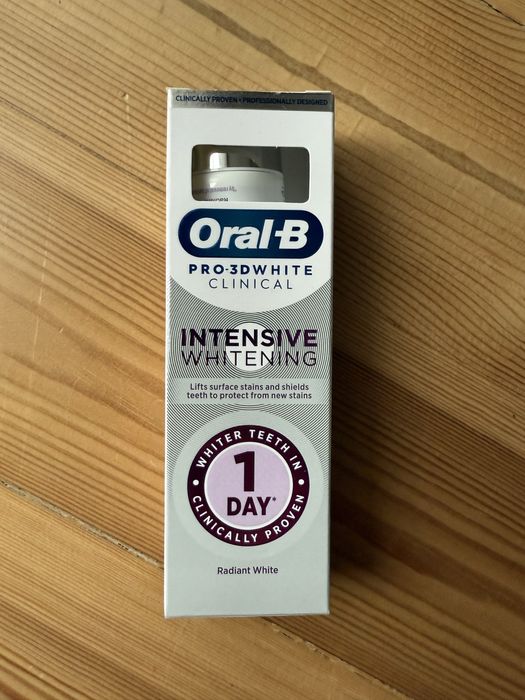 CLINICALLY PROVEN • PROFESSIONALLY DESIGNED
Oral-B
PRO-3DWHITE
CLINICAL
INTENSIVE
WHITENING
Lifts surface stains and shields
teeth to protect from new stains
WHITER TEETH IN
1
DAY*
CLINICALLY PROVEN
Radiant White